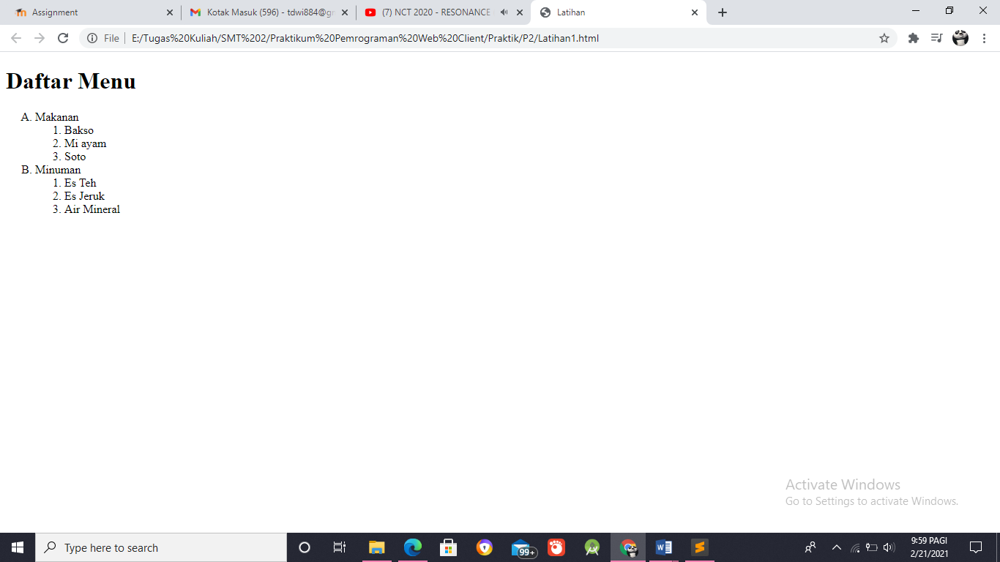 Assignment
Kotak Masuk (596) - tdwi884@gr
(7) NCT 2020 - RESONANCE
Latihan
File
E:/Tugas%20Kuliah/SMT%202/Praktikum%20Pemrograman%20Web%20Client/Praktik/P2/Latihan1.html
Daftar Menu
A. Makanan
1. Bakso
2. Mi ayam
3. Soto
B. Minuman
1. Es Teh
2. Es Jeruk
3. Air Mineral
Activate Windows
Go to Settings to activate Windows.
Type here to search
99+
9:59 PAGI
2/21/2021